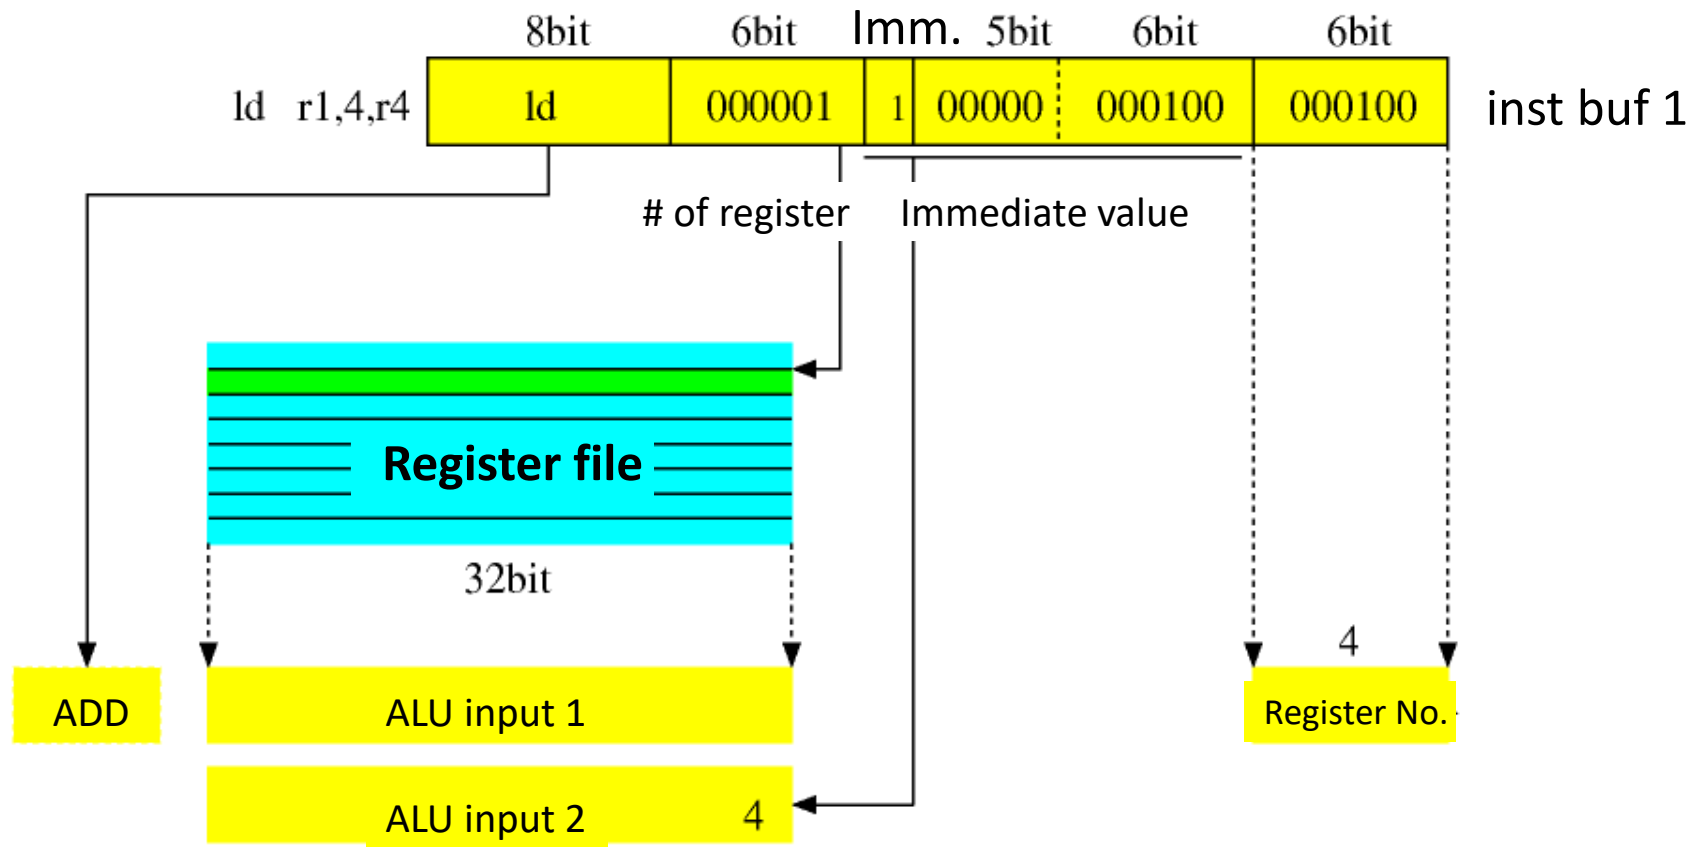 8bit 6bit Imm. 5bit 6bit 6bit
ld r1,4,r4 ld 000001 1 00000 000100 000100 inst buf 1
# of register Immediate value
Register file
32bit
4
ADD ALU input 1 Register No.
ALU input 2 4